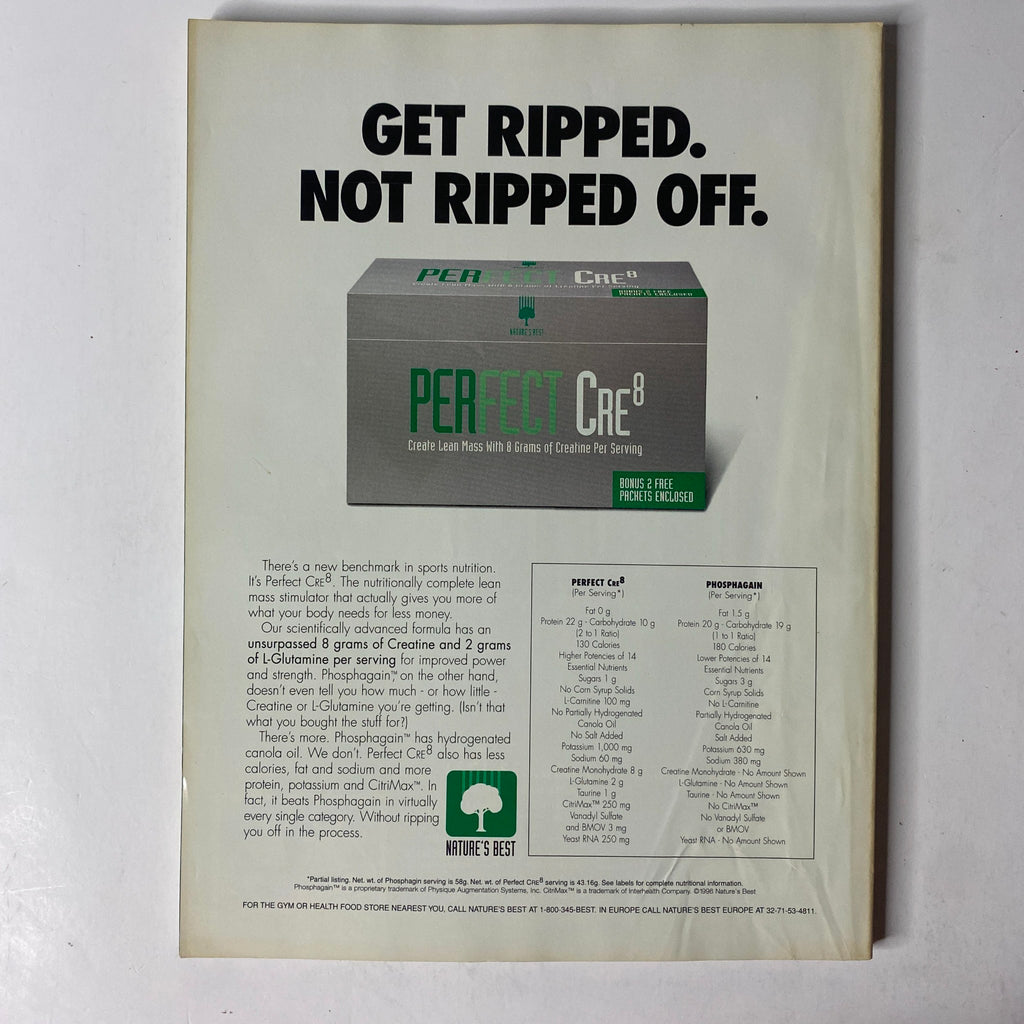 GET RIPPED.
NOT RIPPED OFF.
PERFECT CRE8
Create Lean Mass With 8 Grams of Creatine Per Serving
BONUS 2 FREE
PACKETS ENCLOSED
NATURE'S BEST
PERFECT CRE8
Create Lean Mass With 8 Grams of Creatine Per Serving
BONUS 2 FREE
PACKETS ENCLOSED
There's a new benchmark in sports nutrition.
It's Perfect CRE8. The nutritionally complete lean
mass stimulator that actually gives you more of
what your body needs for less money.
Our scientifically advanced formula has an
unsurpassed 8 grams of Creatine and 2 grams
of L-Glutamine per serving for improved power
and strength. Phosphagain,™ on the other hand,
doesn't even tell you how much - or how little -
Creatine or L-Glutamine you're getting. (Isn't that
what you bought the stuff for?)
There's more. Phosphagain™ has hydrogenated
canola oil. We don't. Perfect CRE8 also has less
calories, fat and sodium and more
protein, potassium and CitriMax™. In
fact, it beats Phosphagain in virtually
every single category. Without ripping
you off in the process.
NATURE'S BEST
PERFECT CRE8
(Per Serving*)
Fat 0 g
Protein 22 g - Carbohydrate 10 g
(2 to 1 Ratio)
130 Calories
Higher Potencies of 14
Essential Nutrients
Sugars 1 g
No Corn Syrup Solids
L-Carnitine 100 mg
No Partially Hydrogenated
Canola Oil
No Salt Added
Potassium 1,000 mg
Sodium 60 mg
Creatine Monohydrate 8 g
L-Glutamine 2 g
Taurine 1 g
CitriMax™ 250 mg
Vanadyl Sulfate
and BMOV 3 mg
Yeast RNA 250 mg
PHOSPHAGAIN
(Per Serving*)
Fat 1.5 g
Protein 20 g - Carbohydrate 19 g
(1 to 1 Ratio)
180 Calories
Lower Potencies of 14
Essential Nutrients
Sugars 3 g
Corn Syrup Solids
No L-Carnitine
Partially Hydrogenated
Canola Oil
Salt Added
Potassium 630 mg
Sodium 380 mg
Creatine Monohydrate - No Amount Shown
L-Glutamine - No Amount Shown
Taurine - No Amount Shown
No CitriMax™
No Vanadyl Sulfate
or BMOV
Yeast RNA - No Amount Shown
*Partial listing. Net. wt. of Phosphagin serving is 58g. Net. wt. of Perfect CRE8 serving is 43.16g. See labels for complete nutritional information.
Phosphagain™ is a proprietary trademark of Physique Augmentation Systems, Inc. CitriMax™ is a trademark of Interhealth Company. ©1996 Nature's Best
FOR THE GYM OR HEALTH FOOD STORE NEAREST YOU, CALL NATURE'S BEST AT 1-800-345-BEST. IN EUROPE CALL NATURE'S BEST EUROPE AT 32-71-53-4811.